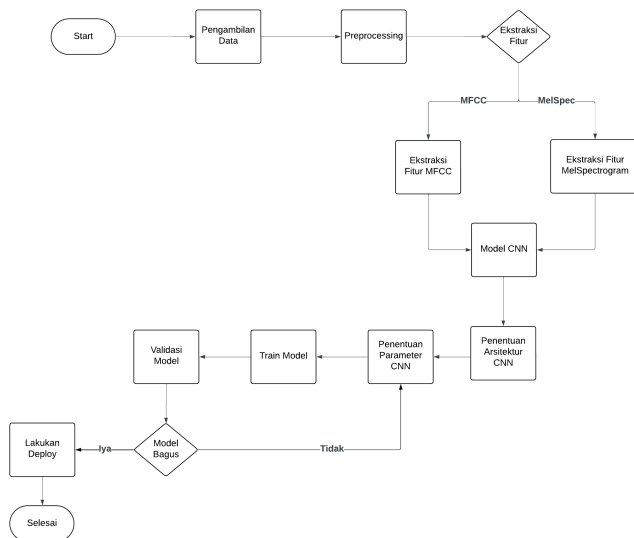 Start
Pengambilan
Data
Preprocessing
Ekstraksi
Fitur
MFCC
MelSpec
Ekstraksi
Fitur MFCC
Ekstraksi Fitur
MelSpectrogram
Model CNN
Penentuan
Arsitektur
CNN
Penentuan
Parameter
CNN
Train Model
Validasi
Model
Model
Bagus
Iya
Tidak
Lakukan
Deploy
Selesai